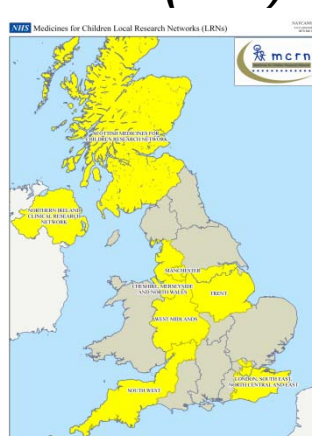 NHS Medicines for Children Local Research Networks (LRNs)
mcrn
SCOTTISH MEDICINES FOR
CHILDREN RESEARCH NETWORK
NORTHERN IRELAND
CLINICAL RESEARCH
NETWORK
MANCHESTER
CHESHIRE, MERSEYSIDE
AND NORTH WALES
TRENT
WEST MIDLANDS
LONDON, SOUTH EAST,
NORTH CENTRAL AND EAST
SOUTH WEST